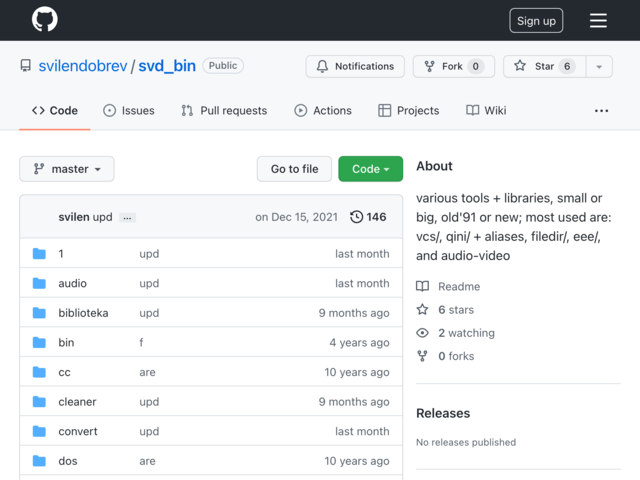 Sign up
svilendobrev / svd_bin Public
Notifications Fork 0 Star 6
Code Issues Pull requests Actions Projects Wiki ...
master Go to file Code
svilen upd ... on Dec 15, 2021 146
1 upd last month
audio upd last month
biblioteka upd 9 months ago
bin f 4 years ago
cc are 10 years ago
cleaner upd 9 months ago
convert upd last month
dos are 10 years ago
About
various tools + libraries, small or
big, old'91 or new; most used are:
vcs/, qini/ + aliases, filedir/, eee/,
and audio-video
Readme
6 stars
2 watching
0 forks
Releases
No releases published